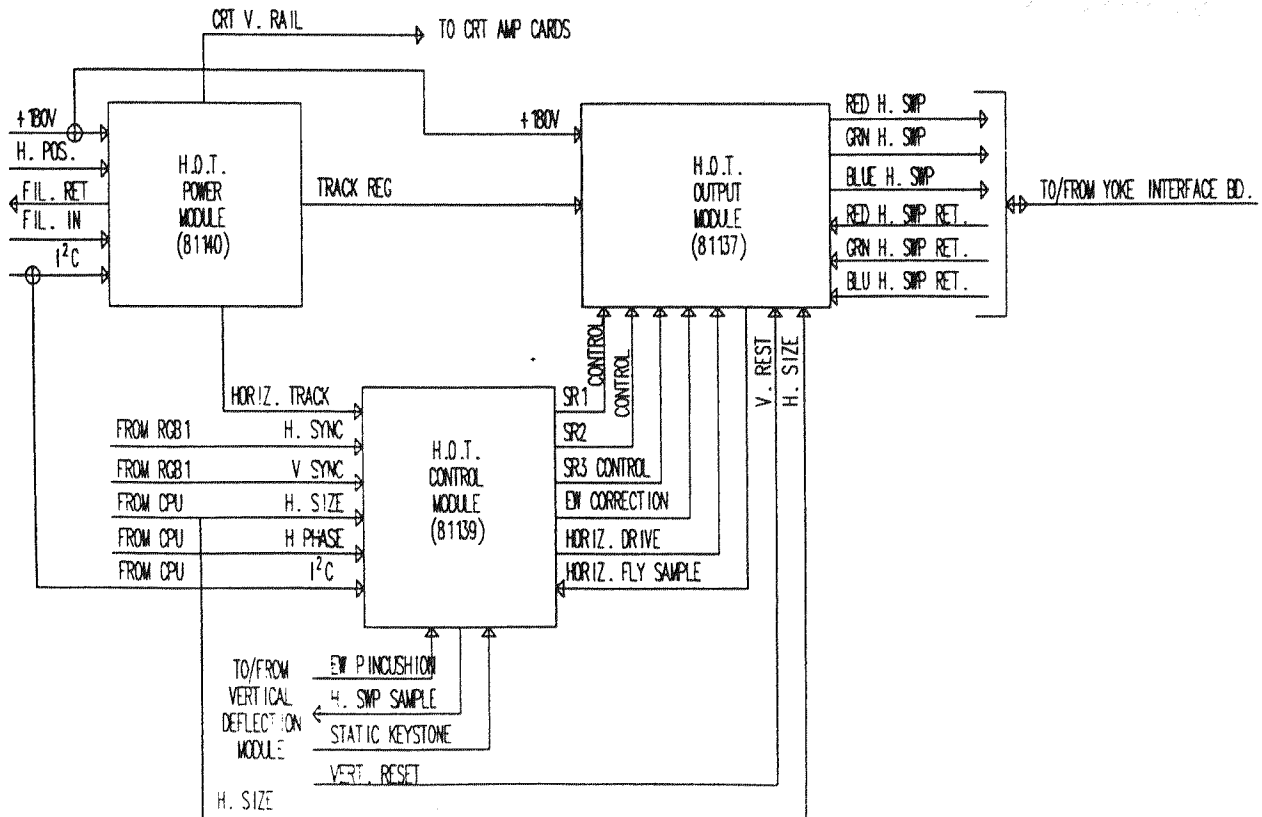 CRT V. RAIL
TO CRT AMP CARDS
+180V
H. POS.
FIL. RET
FIL. IN
I²C
H.O.T.
POWER
MODULE
(81140)
TRACK REG
+180V
H.O.T.
OUTPUT
MODULE
(81137)
RED H. SWP
GRN H. SWP
BLUE H. SWP
RED H. SWP RET.
GRN H. SWP RET.
BLU H. SWP RET.
TO/FROM YOKE INTERFACE BD.
HORIZ. TRACK
FROM RGB1 H. SYNC
FROM RGB1 V SYNC
FROM CPU H. SIZE
FROM CPU H PHASE
FROM CPU I²C
H.O.T.
CONTROL
MODULE
(81139)
SR1
CONTROL
SR2
CONTROL
SR3 CONTROL
EW CORRECTION
HORIZ. DRIVE
HORIZ. FLY SAMPLE
V. REST
H. SIZE
TO/FROM
VERTICAL
DEFLECTION
MODULE
EW PINCUSHION
H. SWP SAMPLE
STATIC KEYSTONE
VERT. RESET
H. SIZE